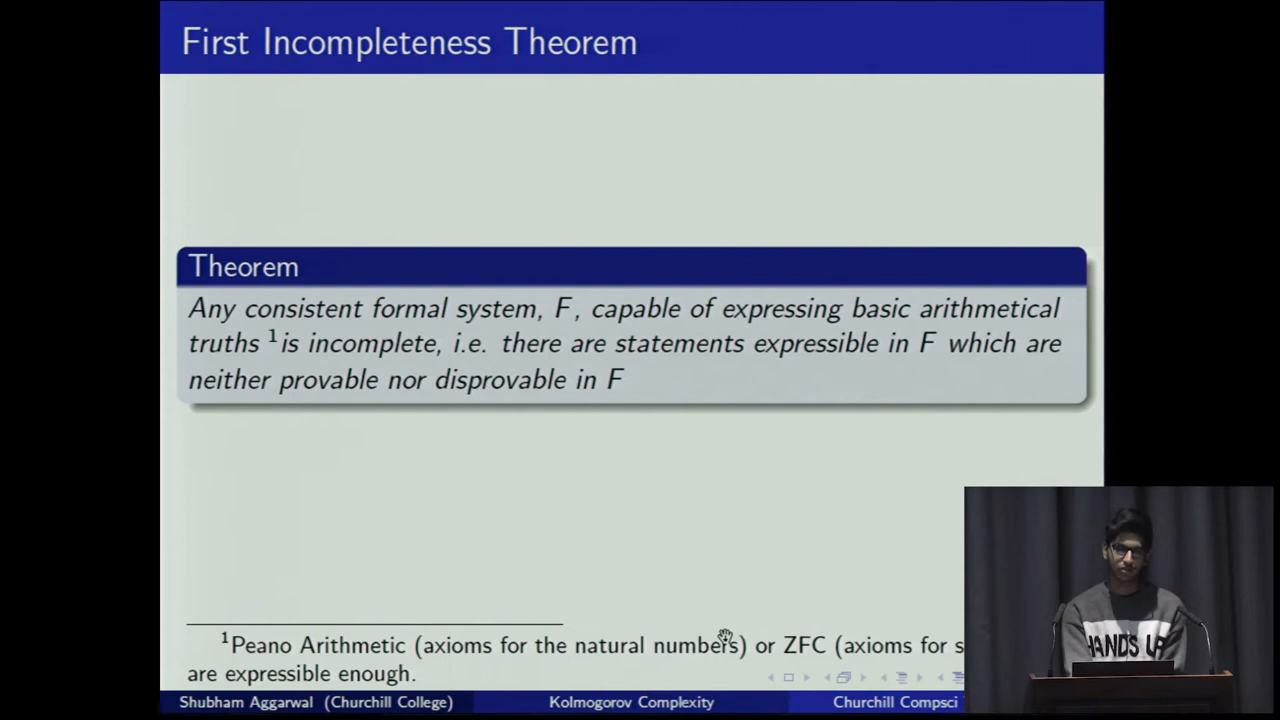 First Incompleteness Theorem
Theorem
Any consistent formal system, F, capable of expressing basic arithmetical
truths ¹is incomplete, i.e. there are statements expressible in F which are
neither provable nor disprovable in F
¹Peano Arithmetic (axioms for the natural numbers) or ZFC (axioms for
are expressible enough.
Shubham Aggarwal (Churchill College) Kolmogorov Complexity Churchill Compsci
HANDS UP